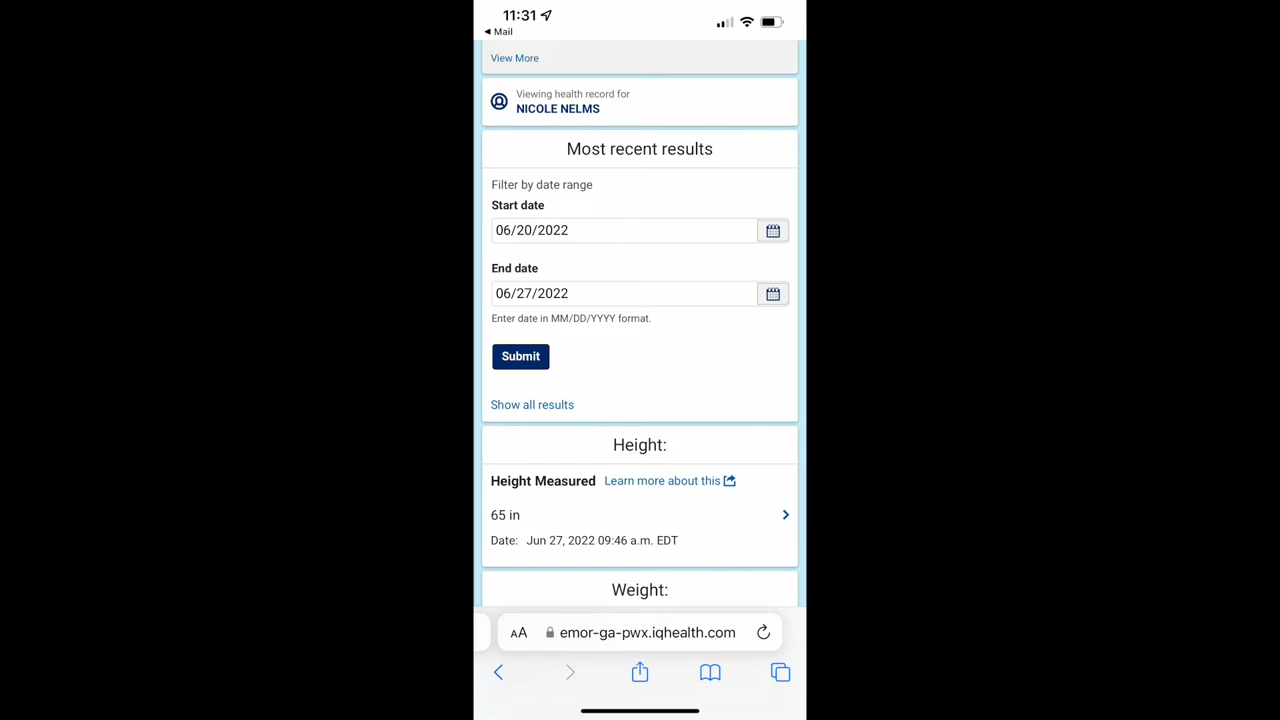 11:31
Mail
View More
Viewing health record for
NICOLE NELMS
Most recent results
Filter by date range
Start date
06/20/2022
End date
06/27/2022
Enter date in MM/DD/YYYY format.
Submit
Show all results
Height:
Height Measured Learn more about this
65 in
Date: Jun 27, 2022 09:46 a.m. EDT
Weight:
AA emor-ga-pwx.iqhealth.com